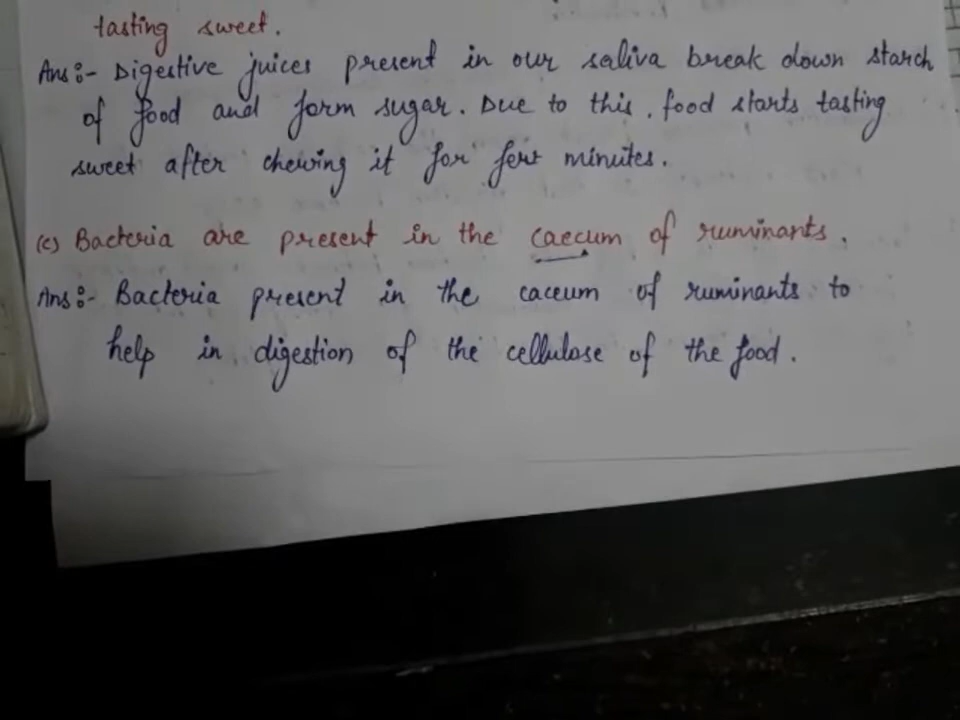 tasting sweet.
Ans:- Digestive juices present in our saliva break down starch
of food and form sugar. Due to this, food starts tasting
sweet after chewing it for few minutes.
(c) Bacteria are present in the caecum of ruminants.
Ans:- Bacteria present in the caceum of ruminants to
help in digestion of the cellulose of the food.